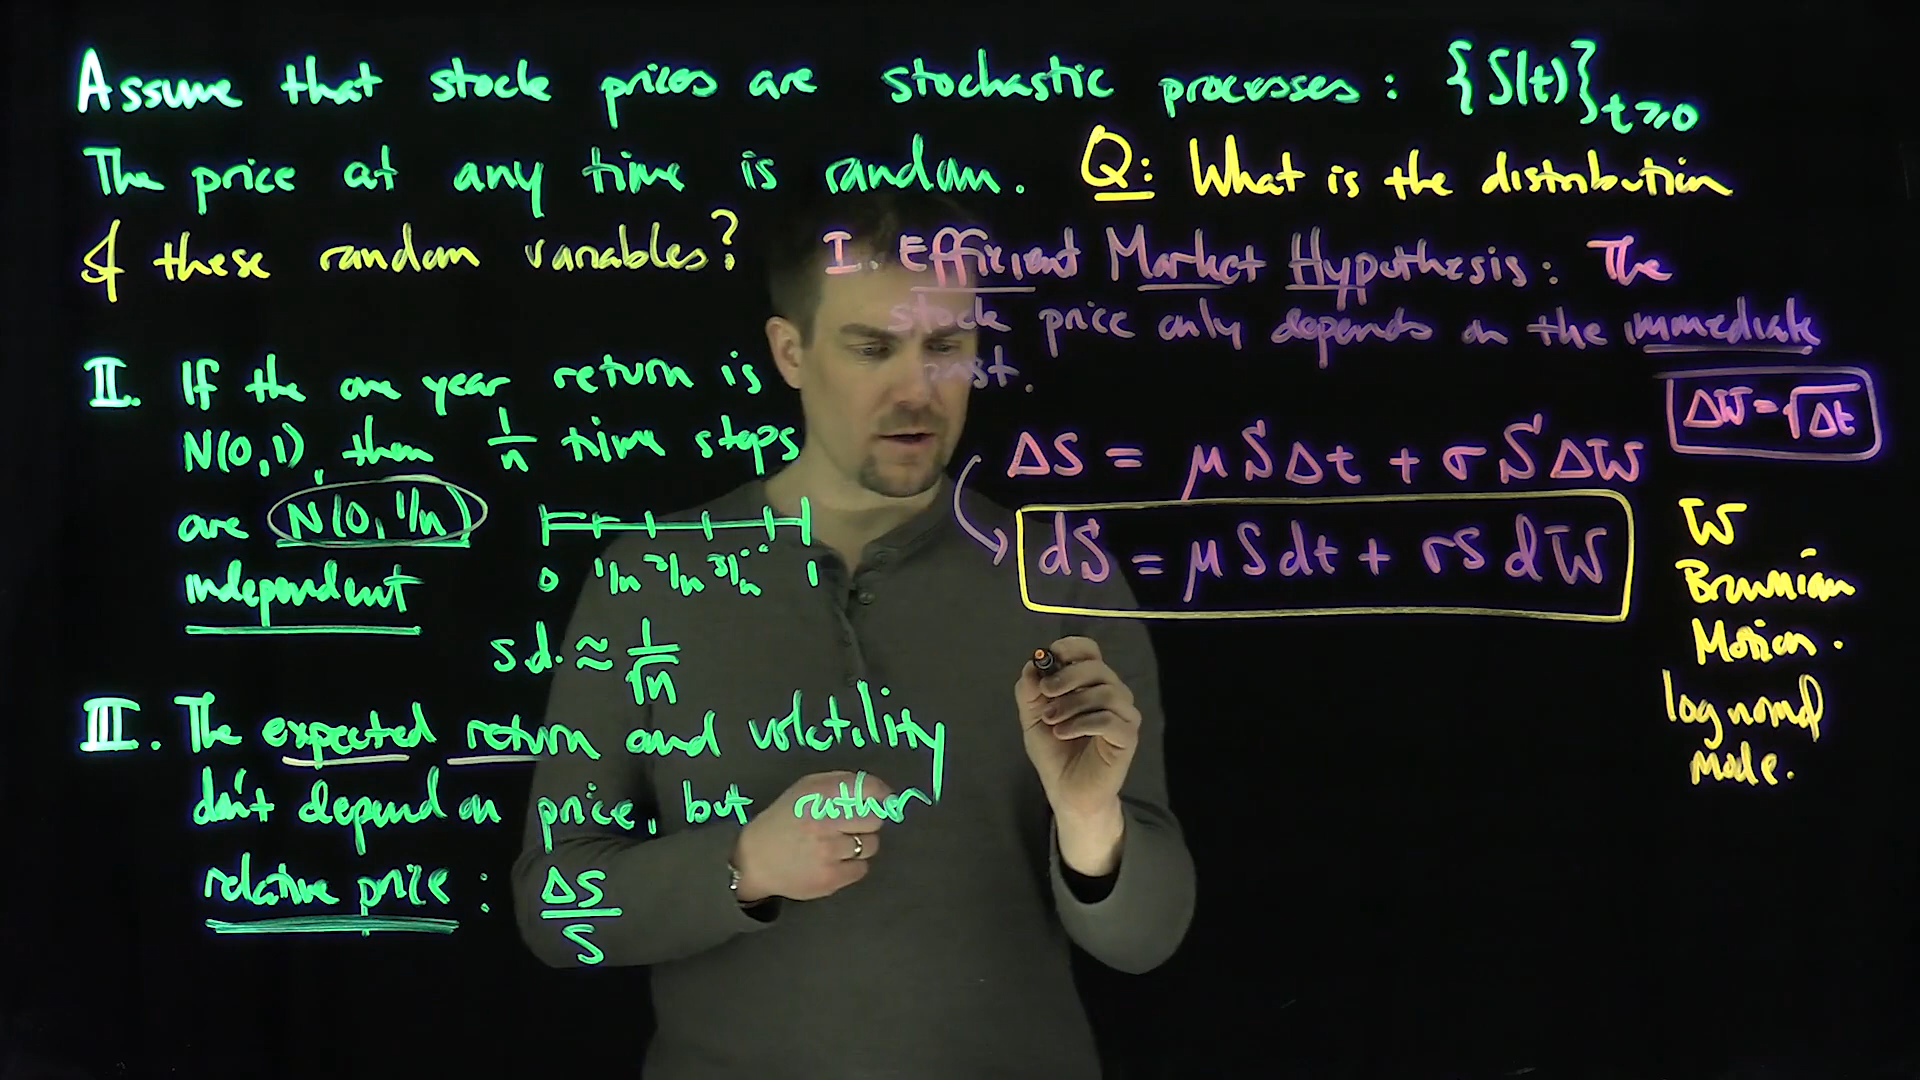 Assume that stock prices are stochastic processes: {S(t)}_{t≥0}
The price at any time is random. Q: What is the distribution
of these random variables?
I. Efficient Market Hypothesis: The
stock price only depends on the immediate
past.
II. If the one year return is
N(0,1), then 1/n time steps
are N(0, 1/n)
independent
0 1/n 2/n 3/n ... 1
s.d. ≈ 1/√n
III. The expected return and volatility
don't depend on price, but rather
relative price: ΔS/S
ΔW = √Δt
ΔS = μSΔt + σSΔW
dS = μSdt + σSdW
W
Brownian
Motion.
log normal
mode.